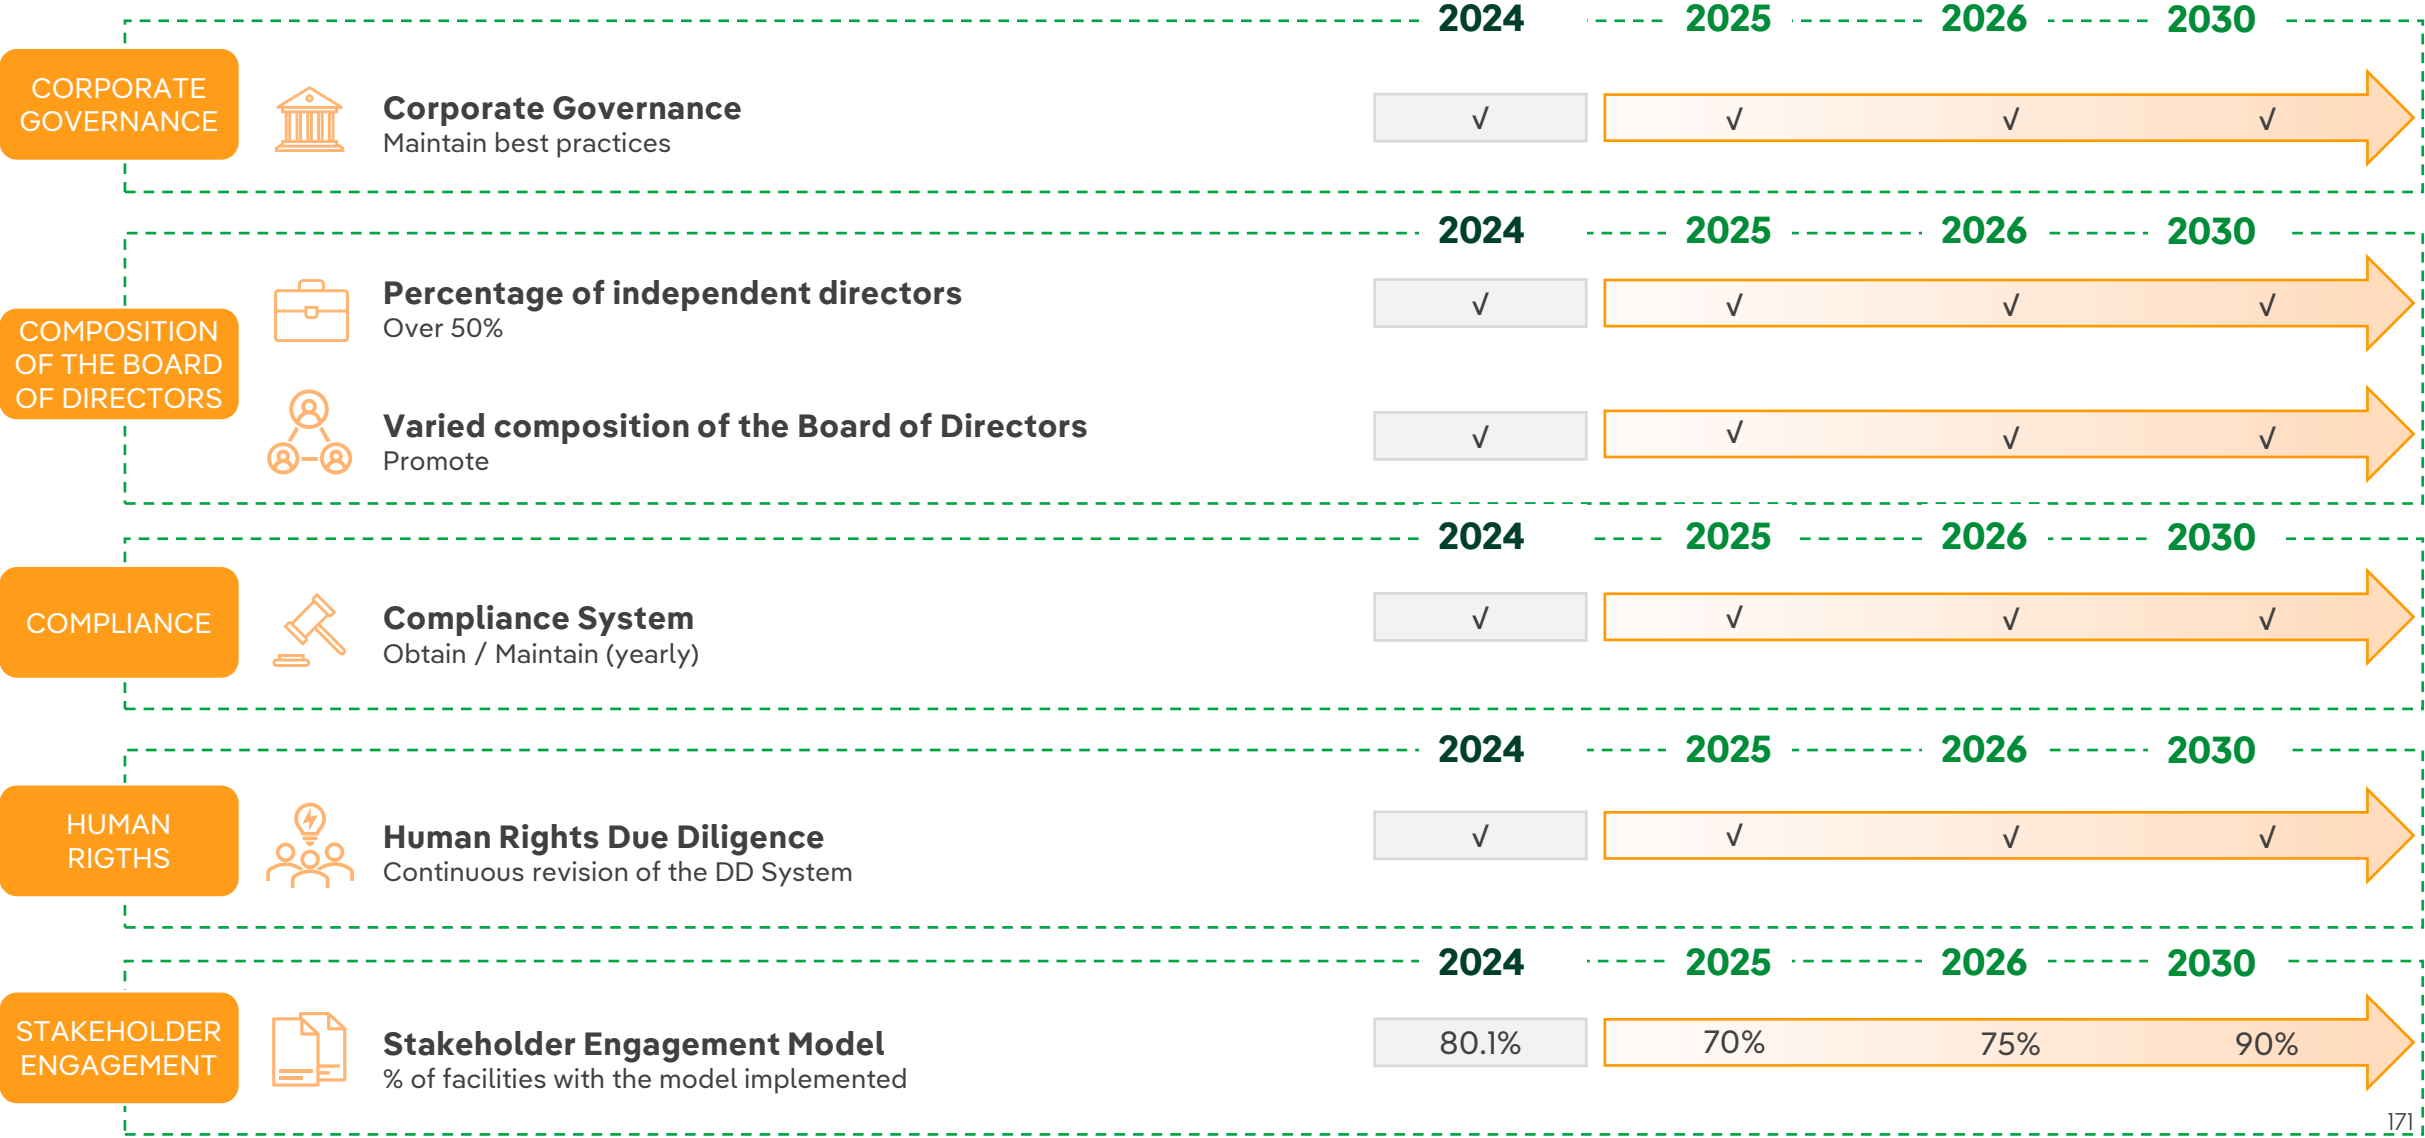 2024 2025 2026 2030
CORPORATE
GOVERNANCE
Corporate Governance
Maintain best practices
√ √ √ √
2024 2025 2026 2030
COMPOSITION
OF THE BOARD
OF DIRECTORS
Percentage of independent directors
Over 50%
√ √ √ √
Varied composition of the Board of Directors
Promote
√ √ √ √
2024 2025 2026 2030
COMPLIANCE
Compliance System
Obtain / Maintain (yearly)
√ √ √ √
2024 2025 2026 2030
HUMAN
RIGTHS
Human Rights Due Diligence
Continuous revision of the DD System
√ √ √ √
2024 2025 2026 2030
STAKEHOLDER
ENGAGEMENT
Stakeholder Engagement Model
% of facilities with the model implemented
80.1% 70% 75% 90%
171